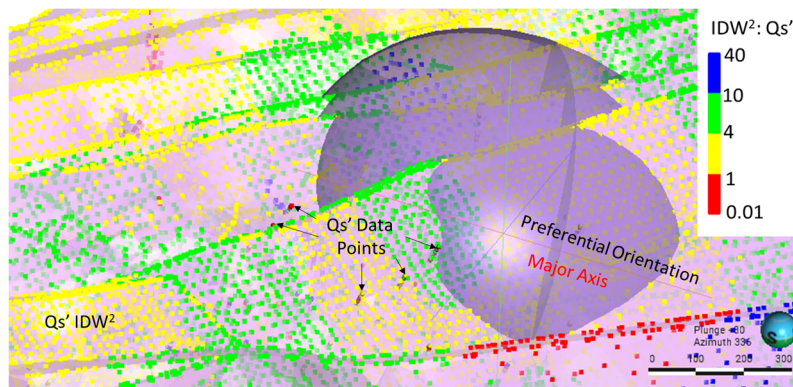 IDW²: Qs'
40
10
4
1
0.01
Qs' Data
Points
Preferential Orientation
Major Axis
Qs' IDW²
Plunge -30
Azimuth 336
S
0 100 200 300